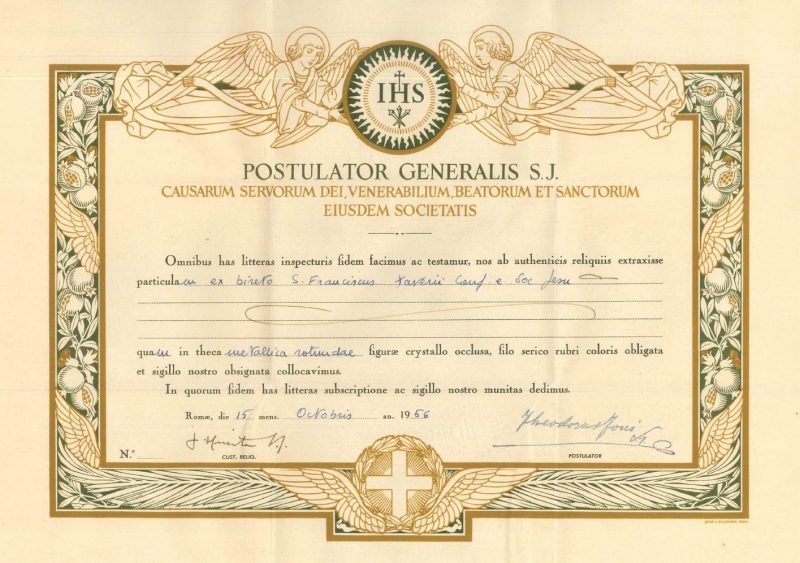 IHS
POSTULATOR GENERALIS S.J.
CAUSARUM SERVORUM DEI, VENERABILIUM, BEATORUM ET SANCTORUM
EIUSDEM SOCIETATIS
Omnibus has litteras inspecturis fidem facimus ac testamur, nos ab authenticis reliquiis extraxisse
particulam ex bireto S. Franciscus Xaverii Conf. e Soc Jesu
quam in theca metallica rotundae figuræ crystallo occlusa, filo serico rubri coloris obligata
et sigillo nostro obsignata collocavimus.
In quorum fidem has litteras subscriptione ac sigillo nostro munitas dedimus.
Romæ, die 15 mens. Octobris an. 1956
N.°
CUST. RELIQ.
POSTULATOR